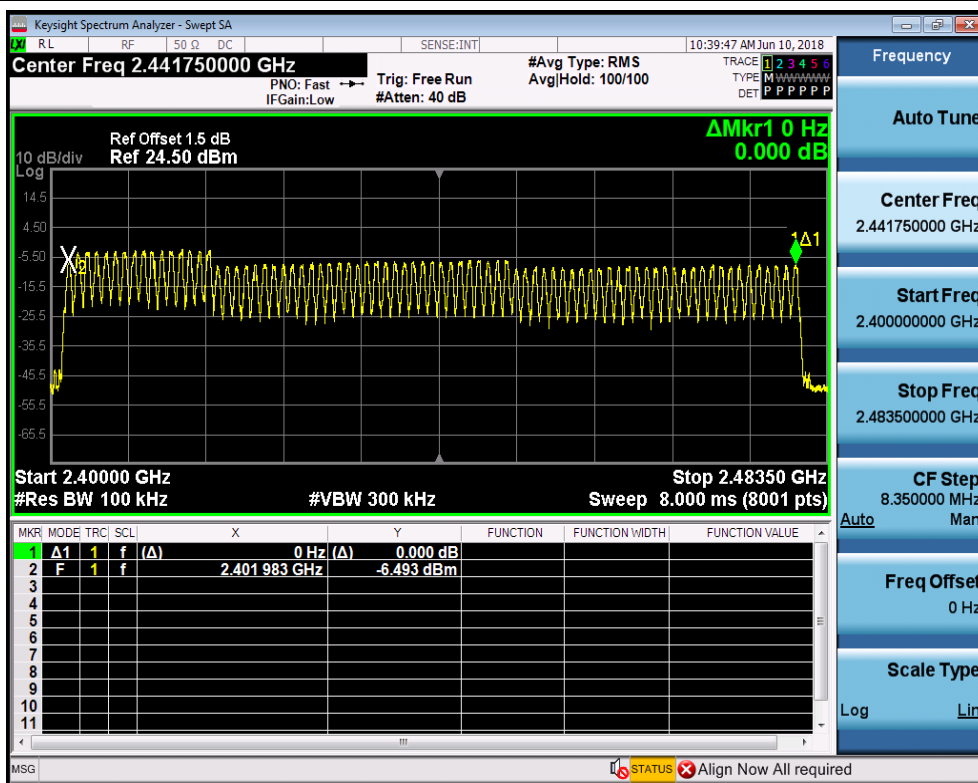 Keysight Spectrum Analyzer - Swept SA
LXI RL RF 50 Ω DC SENSE:INT 10:39:47 AM Jun 10, 2018
Center Freq 2.441750000 GHz
PNO: Fast
IFGain:Low
Trig: Free Run
#Atten: 40 dB
#Avg Type: RMS
Avg|Hold: 100/100
TRACE 1 2 3 4 5 6
TYPE M W W W W W
DET P P P P P P
Ref Offset 1.5 dB
10 dB/div Ref 24.50 dBm
Log
ΔMkr1 0 Hz
0.000 dB
14.5
4.50
-5.50
-15.5
-25.5
-35.5
-45.5
-55.5
-65.5
X2
1Δ1
Start 2.40000 GHz Stop 2.48350 GHz
#Res BW 100 kHz #VBW 300 kHz Sweep 8.000 ms (8001 pts)
MKR MODE TRC SCL X Y FUNCTION FUNCTION WIDTH FUNCTION VALUE
1 Δ1 1 f (Δ) 0 Hz (Δ) 0.000 dB
2 F 1 f 2.401 983 GHz -6.493 dBm
3
4
5
6
7
8
9
10
11
MSG STATUS Align Now All required
Frequency
Auto Tune
Center Freq
2.441750000 GHz
Start Freq
2.400000000 GHz
Stop Freq
2.483500000 GHz
CF Step
8.350000 MHz
Auto Man
Freq Offset
0 Hz
Scale Type
Log Lin